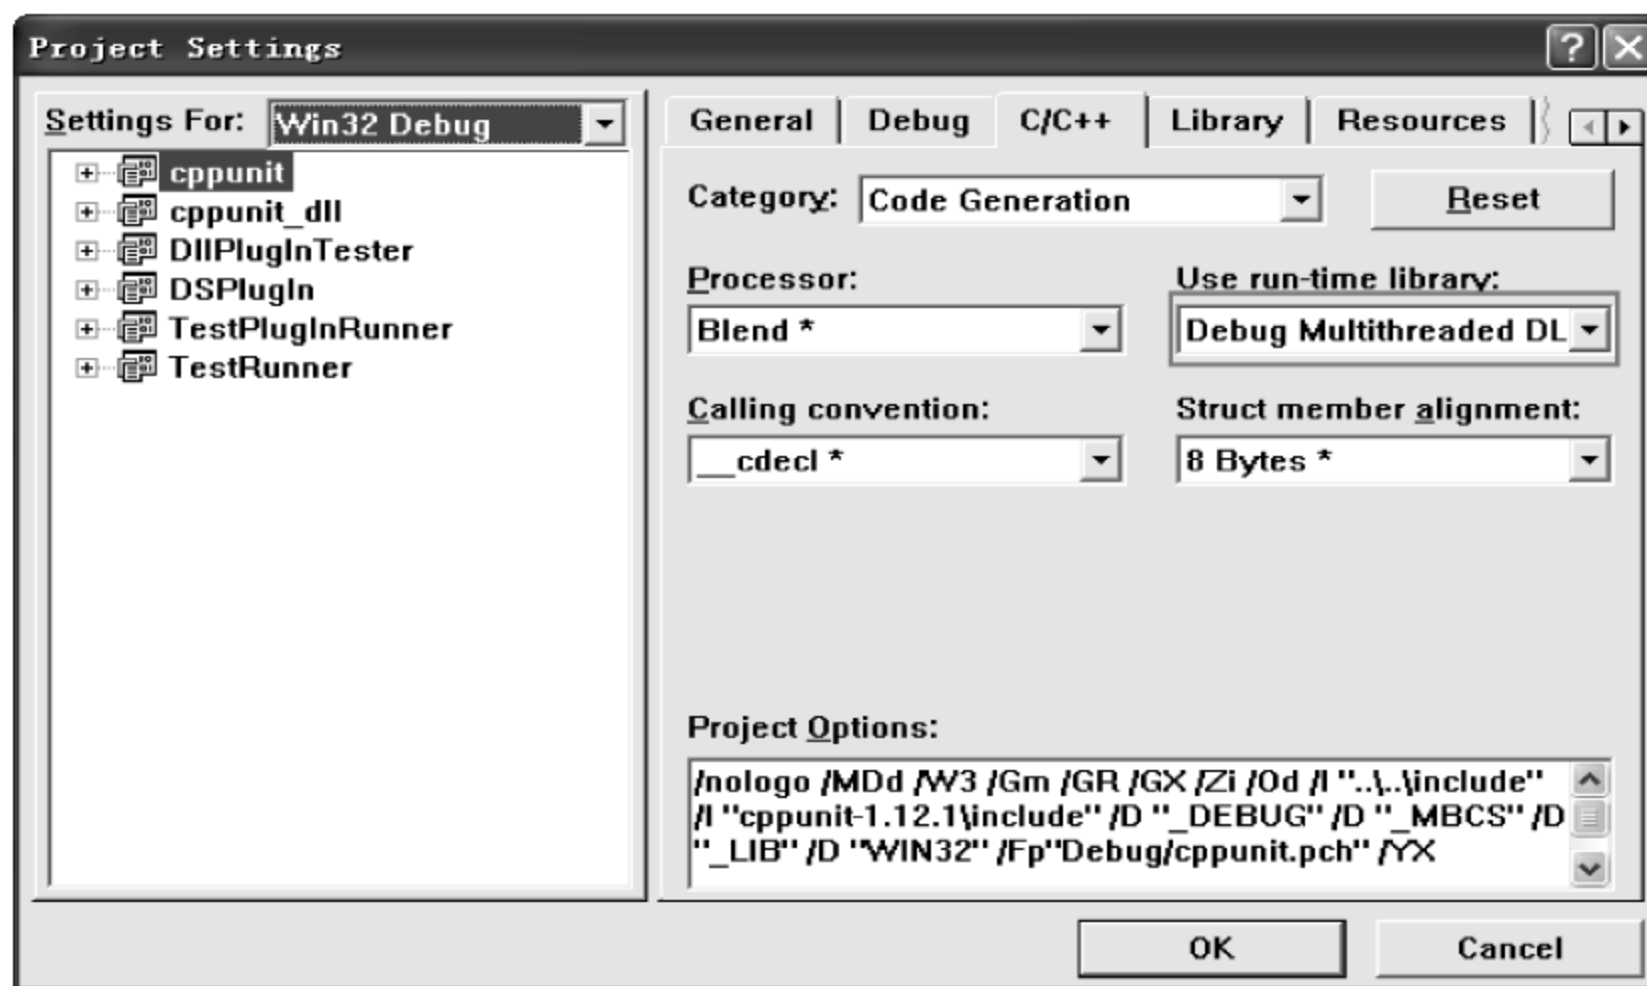 Project Settings
Settings For: Win32 Debug
cppunit
cppunit_dll
DllPlugInTester
DSPlugIn
TestPlugInRunner
TestRunner
General Debug C/C++ Library Resources
Category: Code Generation Reset
Processor: Use run-time library:
Blend * Debug Multithreaded DL
Calling convention: Struct member alignment:
__cdecl * 8 Bytes *
Project Options:
/nologo /MDd /W3 /Gm /GR /GX /Zi /Od /I "..\..\include"
/I "cppunit-1.12.1\include" /D "_DEBUG" /D "_MBCS" /D
"_LIB" /D "WIN32" /Fp"Debug/cppunit.pch" /YX
OK Cancel